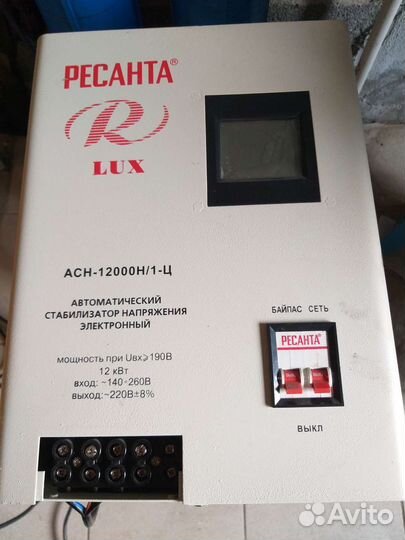 РЕСАНТА®
R
LUX
АСН-12000Н/1-Ц
АВТОМАТИЧЕСКИЙ
СТАБИЛИЗАТОР НАПРЯЖЕНИЯ
ЭЛЕКТРОННЫЙ
мощность при Uвх⩾190В
12 кВт
вход: ~140-260В
выход:~220В±8%
БАЙПАС СЕТЬ
РЕСАНТА
ВЫКЛ
Avito